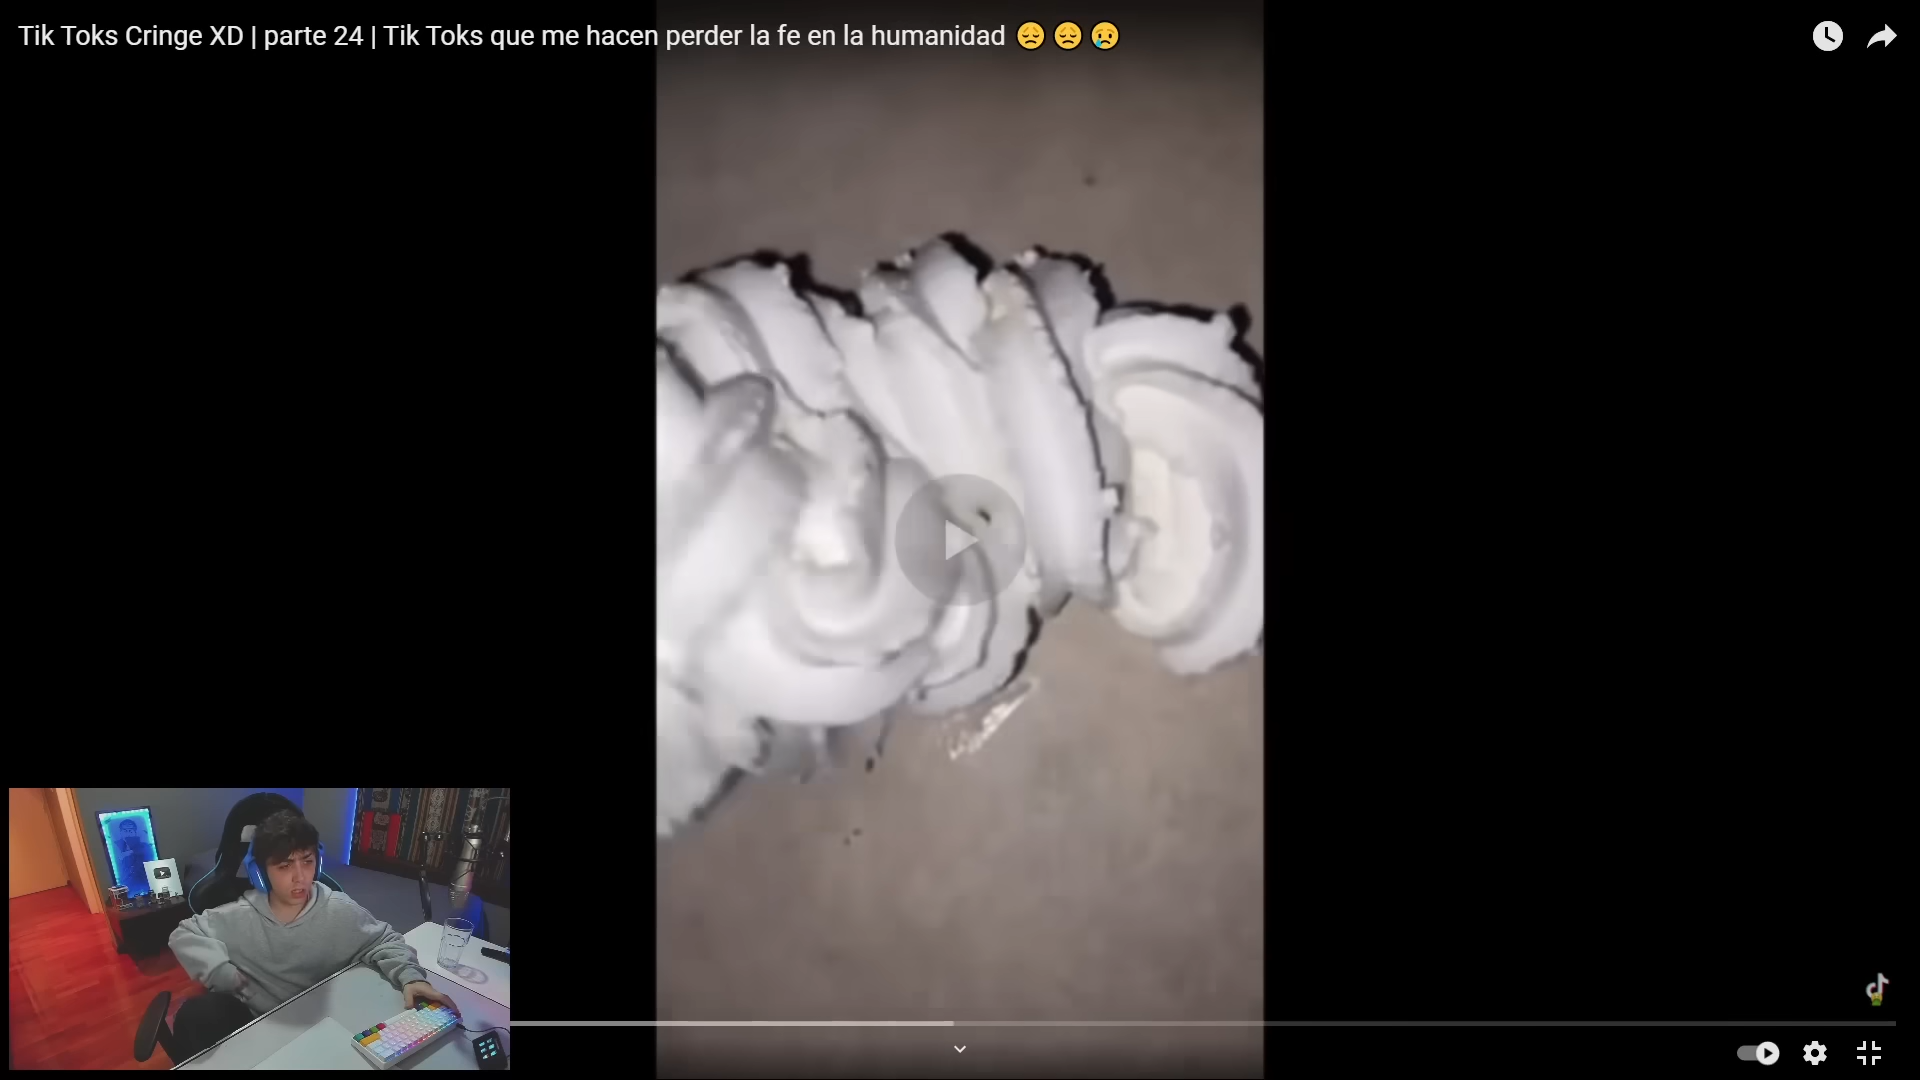 Tik Toks Cringe XD | parte 24 | Tik Toks que me hacen perder la fe en la humanidad 😔 😔 😢